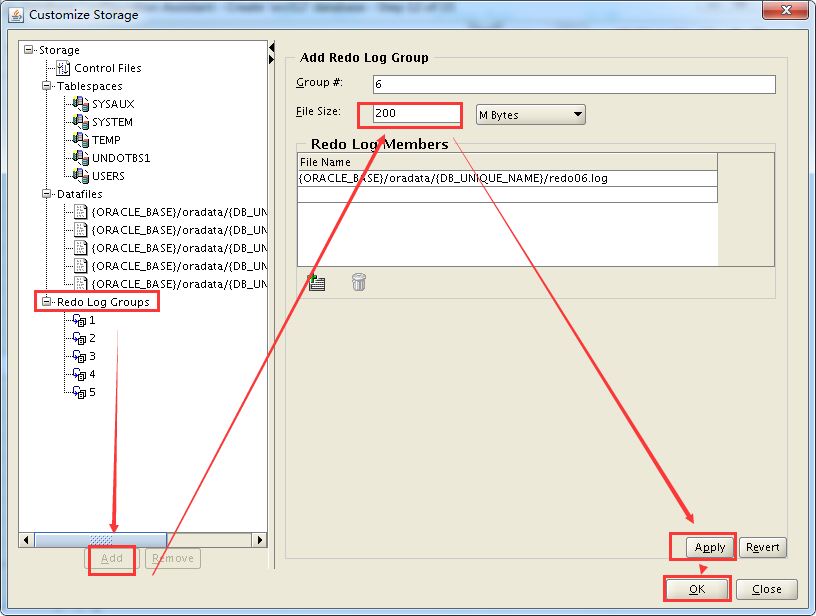 Customize Storage
Storage
Control Files
Tablespaces
SYSAUX
SYSTEM
TEMP
UNDOTBS1
USERS
Datafiles
{ORACLE_BASE}/oradata/{DB_UN
{ORACLE_BASE}/oradata/{DB_UN
{ORACLE_BASE}/oradata/{DB_UN
{ORACLE_BASE}/oradata/{DB_UN
{ORACLE_BASE}/oradata/{DB_UN
Redo Log Groups
1
2
3
4
5
Add
Remove
Add Redo Log Group
Group #:
6
File Size:
200
M Bytes
Redo Log Members
File Name
{ORACLE_BASE}/oradata/{DB_UNIQUE_NAME}/redo06.log
Apply
Revert
OK
Close